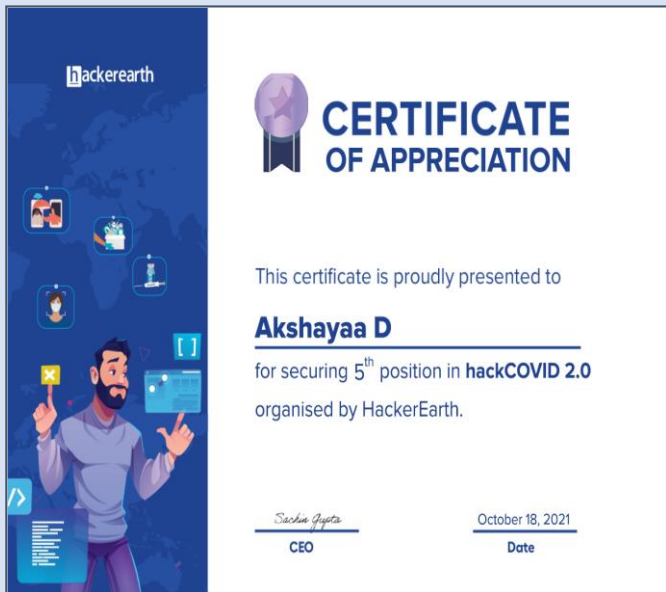 hackerearth
CERTIFICATE
OF APPRECIATION
This certificate is proudly presented to
Akshayaa D
for securing 5th position in hackCOVID 2.0
organised by HackerEarth.
[ ]
×
</>
Sachin Gupta
October 18, 2021
CEO
Date